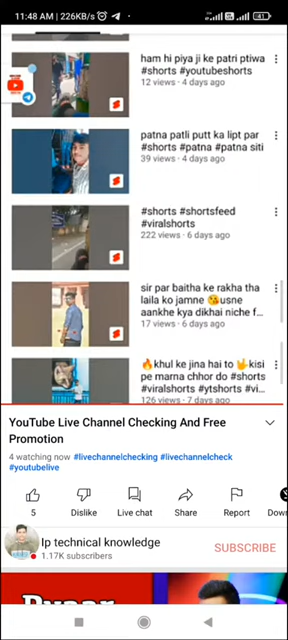 11:48 AM | 226KB/s
41
ham hi piya ji ke patri ptiwa
#shorts #youtubeshorts
12 views · 4 days ago
patna patli putt ka lipt par
#shorts #patna #patna siti
39 views · 4 days ago
#shorts #shortsfeed
#viralshorts
222 views · 6 days ago
sir par baitha ke rakha tha
laila ko jamne 😘usne
aankhe kya dikhai niche f...
17 views · 6 days ago
🔥khul ke jina hai to 🤟kisi
pe marna chhor do #shorts
#viralshorts #ytshorts #vi...
126 views · 7 days ago
YouTube Live Channel Checking And Free
Promotion
4 watching now #livechannelchecking #livechannelcheck
#youtubelive
5 Dislike Live chat Share Report Down
Ip technical knowledge
1.17K subscribers
SUBSCRIBE
Pyaar